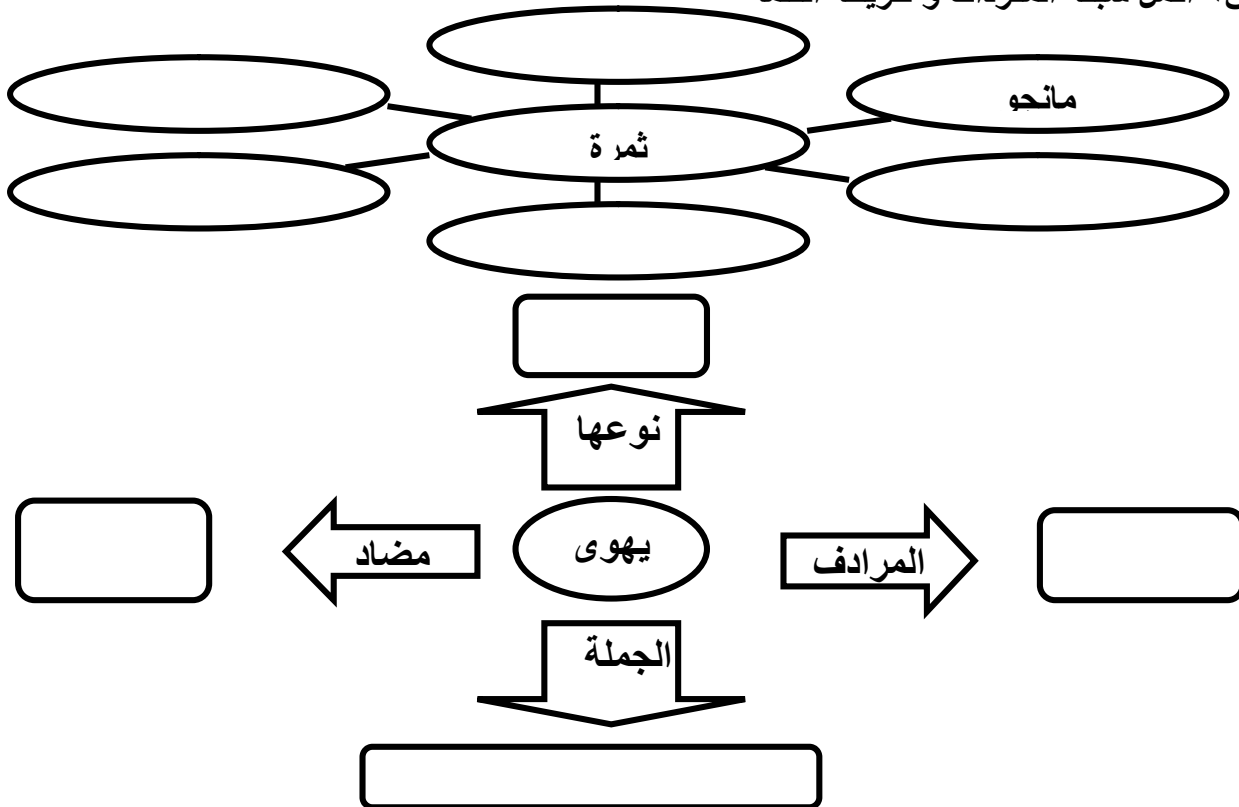 مانجو
ثمرة
نوعها
مضاد
يهوى
المرادف
الجملة